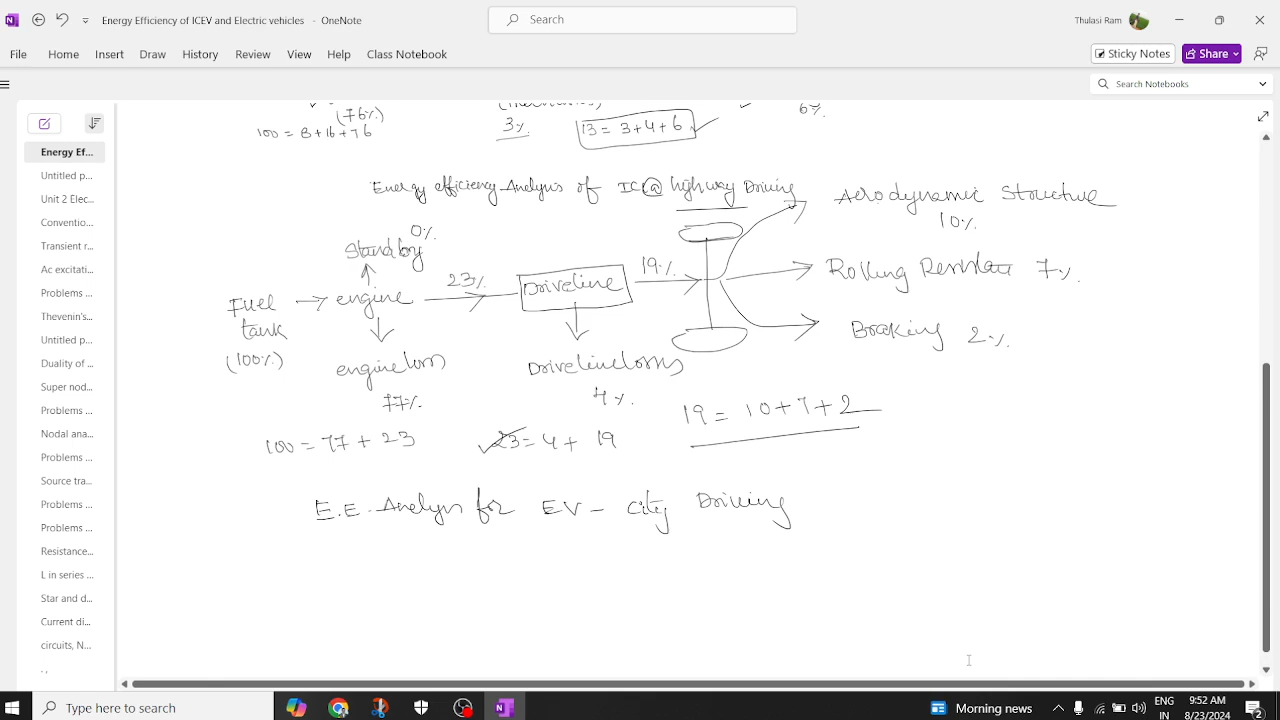 Energy Efficiency of ICEV and Electric vehicles - OneNote
Search
Thulasi Ram
File Home Insert Draw History Review View Help Class Notebook
Sticky Notes
Share
Search Notebooks
Energy Ef...
Untitled p...
Unit 2 Elec...
Conventio...
Transient r...
Ac excitati...
Problems ...
Thevenin's...
Untitled p...
Duality of ...
Super nod...
Problems ...
Nodal ana...
Problems ...
Source tra...
Problems ...
Problems ...
Resistance...
L in series ...
Star and d...
Current di...
circuits, N...
(76%)
100 = 8+16+76
3%
13 = 3+4+6
6%
Energy efficiency Analysis of IC@ highway Driving
Aerodynamic Structure
10%
0%
Standby
23%
Driveline
19%
Rolling Resistance 7%
Fuel tank
(100%)
engine
Braking 2%
engine loss
77%
Driveline losses
4%
19 = 10+7+2
100 = 77 + 23
23 = 4 + 19
E.E. Analysis for EV - City Driving
Type here to search
Morning news
ENG
IN
9:52 AM
8/23/2024
2